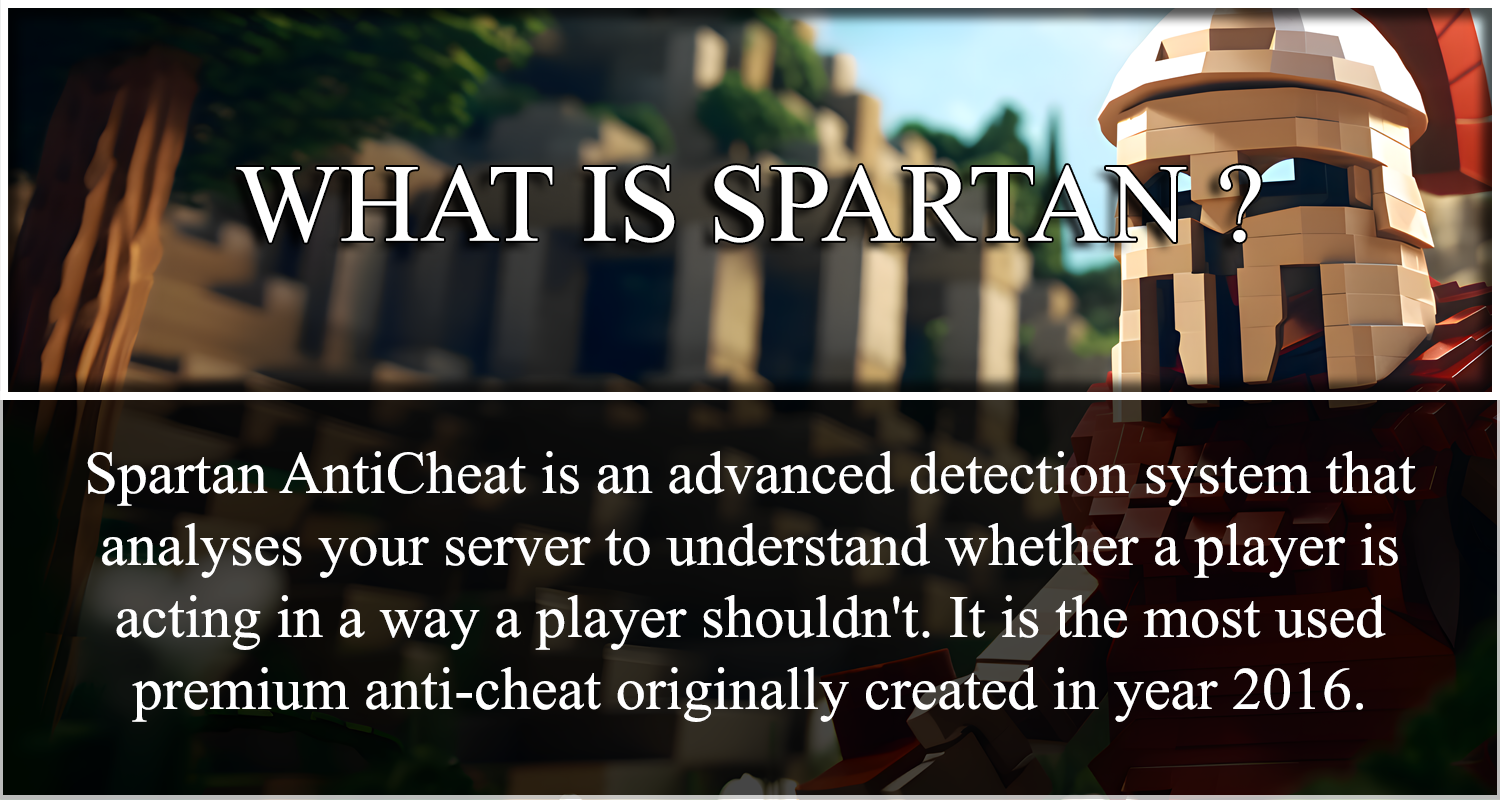 WHAT IS SPARTAN ?
Spartan AntiCheat is an advanced detection system that
analyses your server to understand whether a player is
acting in a way a player shouldn't. It is the most used
premium anti-cheat originally created in year 2016.